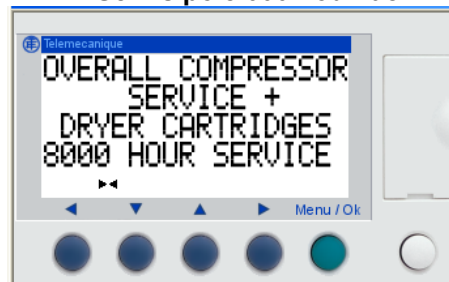 Telemecanique
OVERALL COMPRESSOR
SERVICE +
DRYER CARTRIDGES
8000 HOUR SERVICE
Menu / Ok